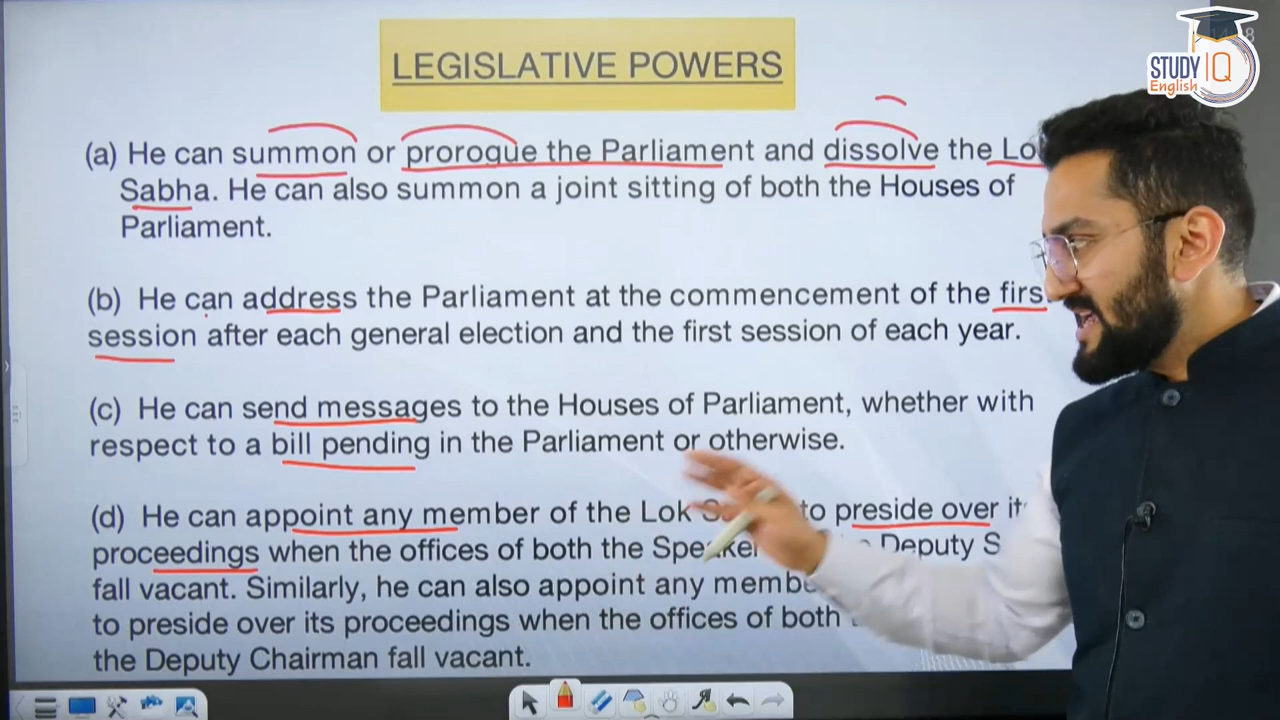 STUDY IQ
English
LEGISLATIVE POWERS
(a) He can summon or prorogue the Parliament and dissolve the Lo
Sabha. He can also summon a joint sitting of both the Houses of
Parliament.
(b) He can address the Parliament at the commencement of the firs
session after each general election and the first session of each year.
(c) He can send messages to the Houses of Parliament, whether with
respect to a bill pending in the Parliament or otherwise.
(d) He can appoint any member of the Lok S to preside over it
proceedings when the offices of both the Speaker Deputy S
fall vacant. Similarly, he can also appoint any membe
to preside over its proceedings when the offices of both
the Deputy Chairman fall vacant.